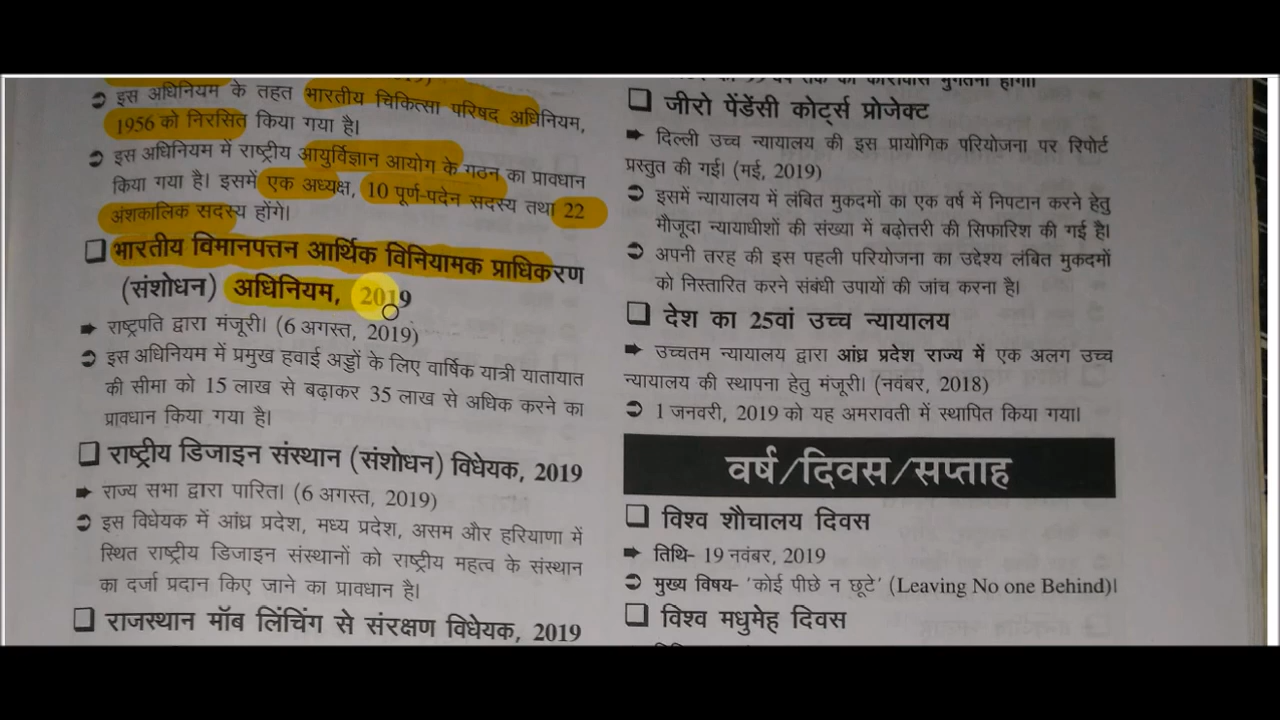 इस अधिनियम के तहत भारतीय चिकित्सा परिषद अधिनियम,
1956 को निरसित किया गया है।
इस अधिनियम में राष्ट्रीय आयुर्विज्ञान आयोग के गठन का प्रावधान
किया गया है। इसमें एक अध्यक्ष, 10 पूर्ण-पदेन सदस्य तथा 22
अंशकालिक सदस्य होंगे।
भारतीय विमानपत्तन आर्थिक विनियामक प्राधिकरण
(संशोधन) अधिनियम, 2019
राष्ट्रपति द्वारा मंजूरी। (6 अगस्त, 2019)
इस अधिनियम में प्रमुख हवाई अड्डों के लिए वार्षिक यात्री यातायात
की सीमा को 15 लाख से बढ़ाकर 35 लाख से अधिक करने का
प्रावधान किया गया है।
राष्ट्रीय डिजाइन संस्थान (संशोधन) विधेयक, 2019
राज्य सभा द्वारा पारित। (6 अगस्त, 2019)
इस विधेयक में आंध्र प्रदेश, मध्य प्रदेश, असम और हरियाणा में
स्थित राष्ट्रीय डिजाइन संस्थानों को राष्ट्रीय महत्व के संस्थान
का दर्जा प्रदान किए जाने का प्रावधान है।
राजस्थान मॉब लिंचिंग से संरक्षण विधेयक, 2019
जीरो पेंडेंसी कोर्ट्स प्रोजेक्ट
दिल्ली उच्च न्यायालय की इस प्रायोगिक परियोजना पर रिपोर्ट
प्रस्तुत की गई। (मई, 2019)
इसमें न्यायालय में लंबित मुकदमों का एक वर्ष में निपटान करने हेतु
मौजूदा न्यायाधीशों की संख्या में बढ़ोत्तरी की सिफारिश की गई है।
अपनी तरह की इस पहली परियोजना का उद्देश्य लंबित मुकदमों
को निस्तारित करने संबंधी उपायों की जांच करना है।
देश का 25वां उच्च न्यायालय
उच्चतम न्यायालय द्वारा आंध्र प्रदेश राज्य में एक अलग उच्च
न्यायालय की स्थापना हेतु मंजूरी। (नवंबर, 2018)
1 जनवरी, 2019 को यह अमरावती में स्थापित किया गया।
वर्ष/दिवस/सप्ताह
विश्व शौचालय दिवस
तिथि- 19 नवंबर, 2019
मुख्य विषय- 'कोई पीछे न छूटे' (Leaving No one Behind)।
विश्व मधुमेह दिवस